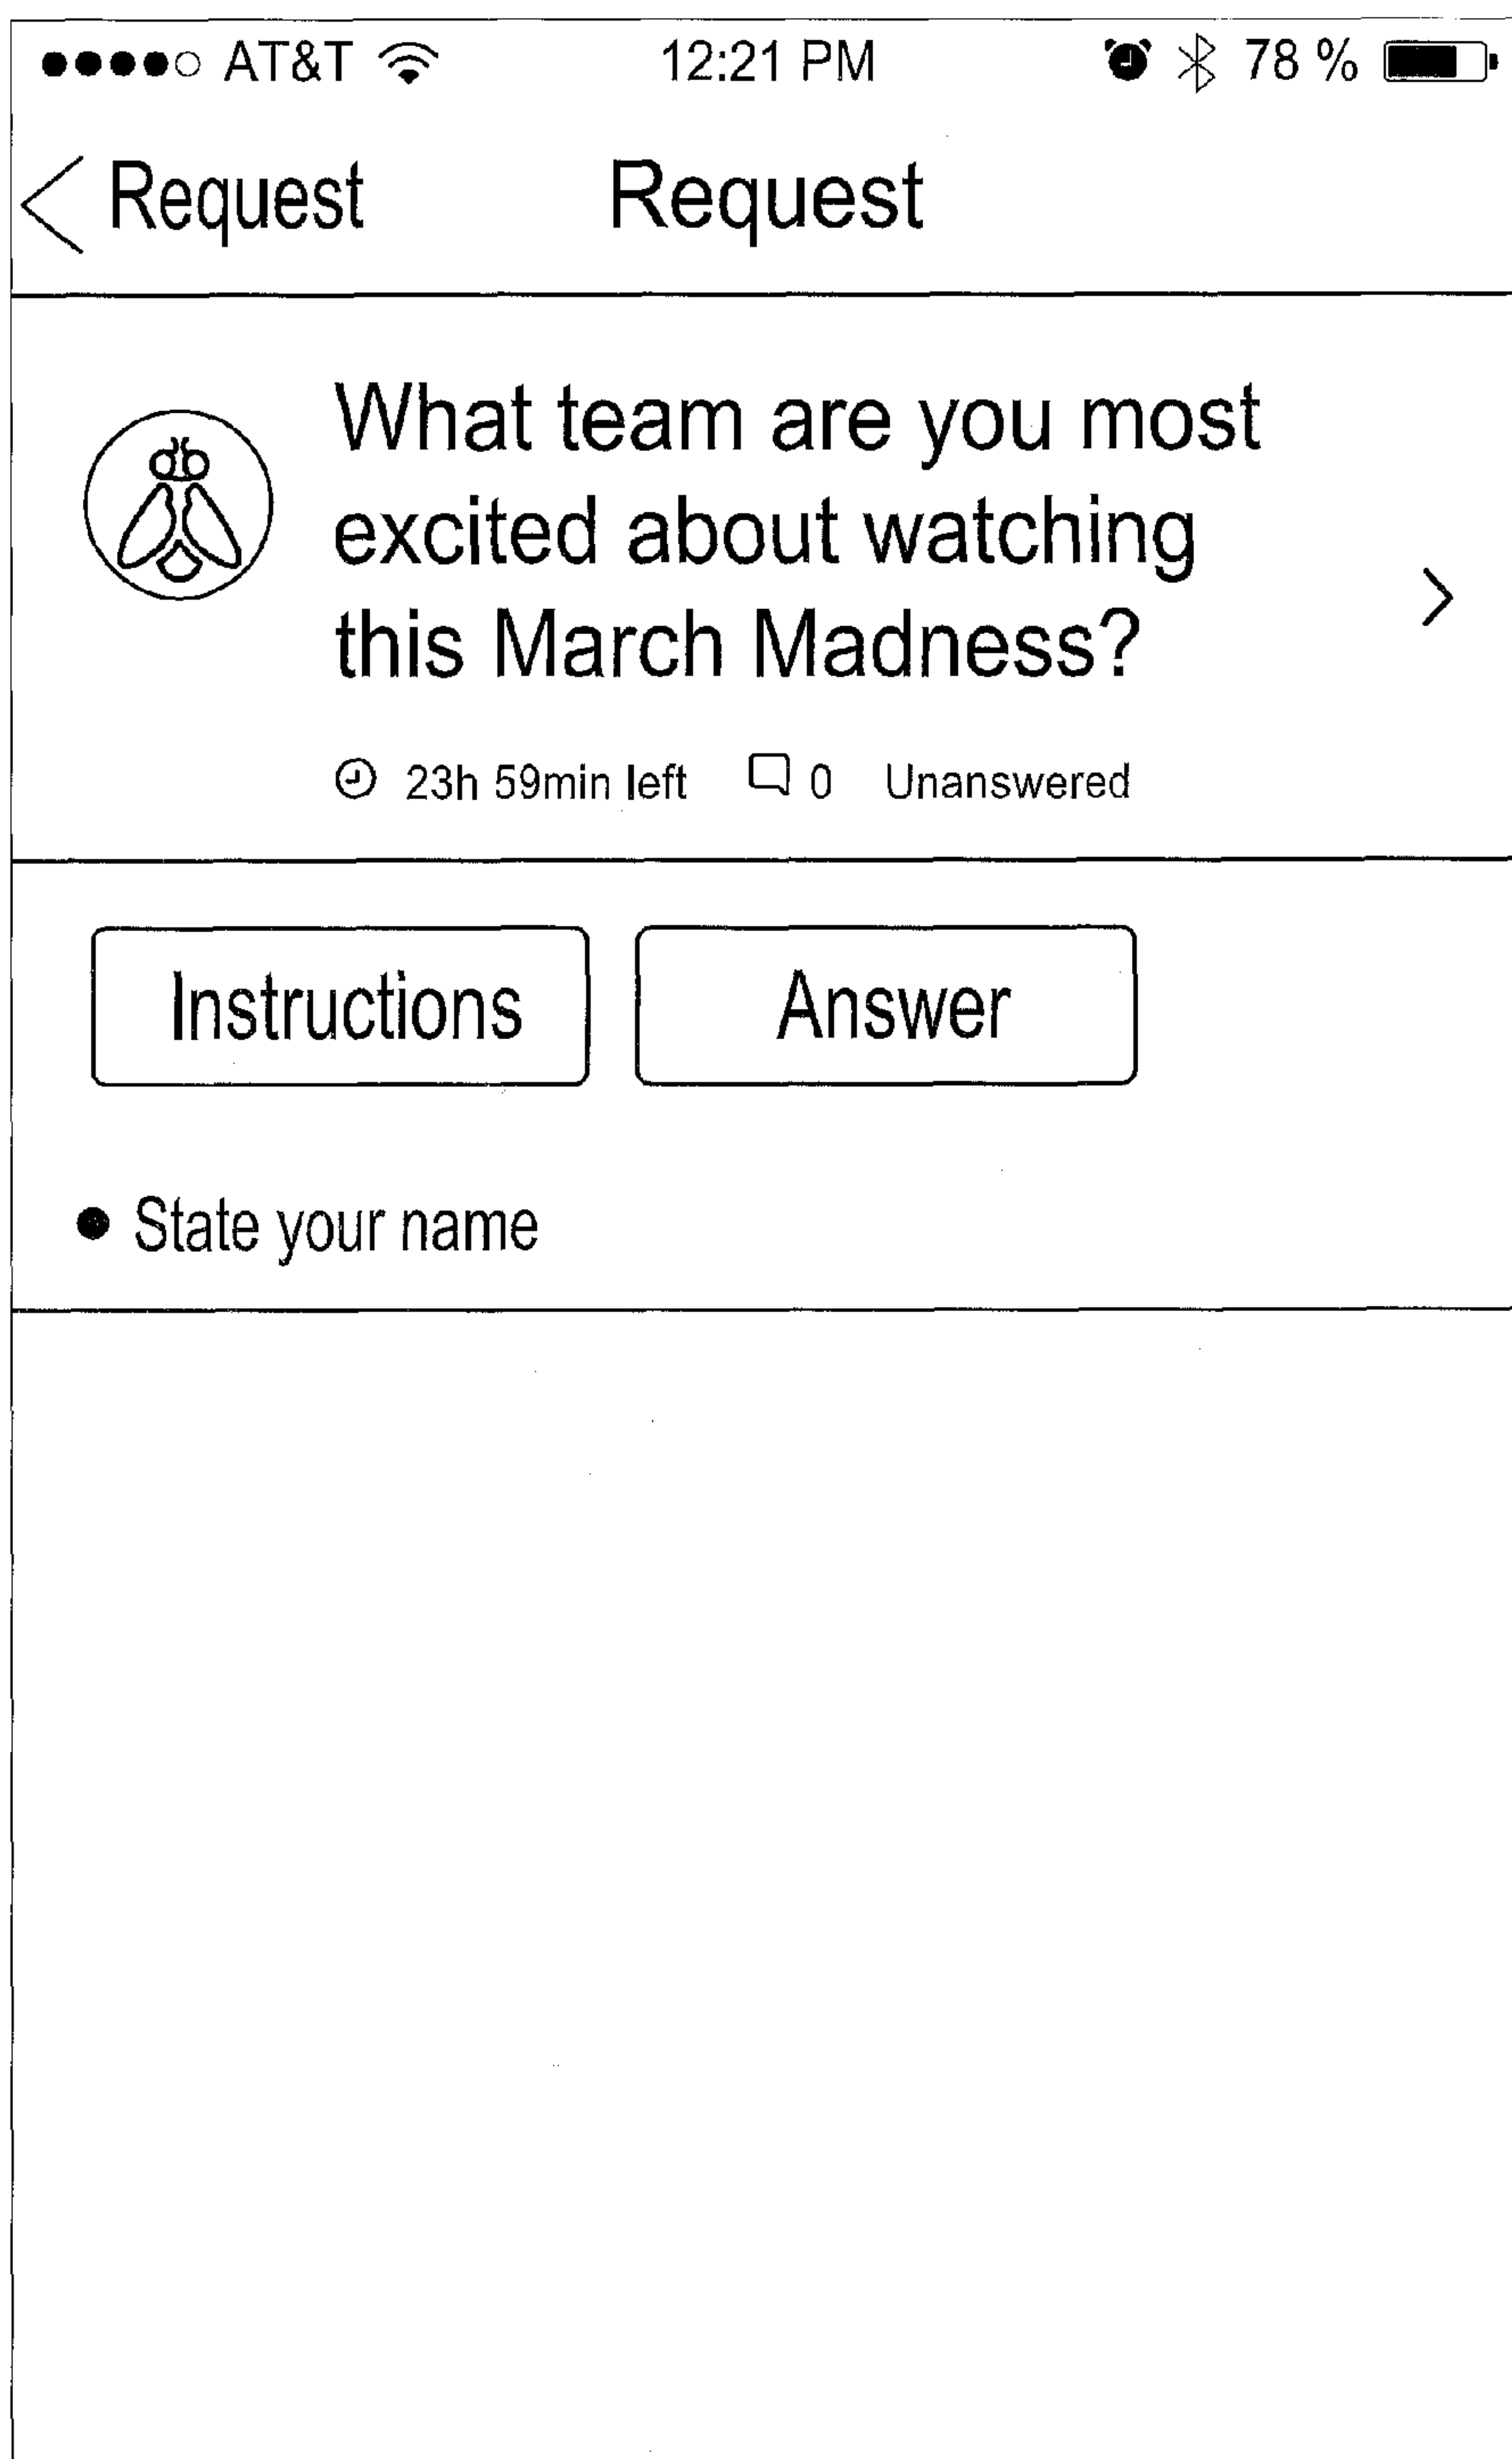 AT&T 12:21 PM 78 %
Request Request
What team are you most
excited about watching
this March Madness?
23h 59min left 0 Unanswered
Instructions Answer
● State your name